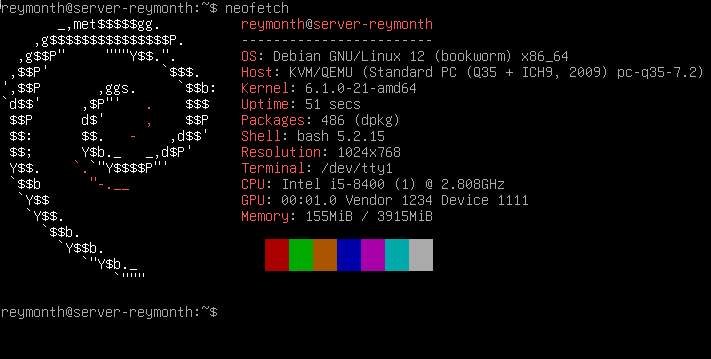 reymonth@server-reymonth:~$ neofetch
       _,met$$$$$gg.          reymonth@server-reymonth
    ,g$$$$$$$$$$$$$$$P.       ------------------------
  ,g$$P"     """Y$$.".        OS: Debian GNU/Linux 12 (bookworm) x86_64
 ,$$P'              `$$$.     Host: KVM/QEMU (Standard PC (Q35 + ICH9, 2009) pc-q35-7.2)
',$$P       ,ggs.     `$$b:   Kernel: 6.1.0-21-amd64
`d$$'     ,$P"'   .    $$$    Uptime: 51 secs
 $$P      d$'     ,    $$P    Packages: 486 (dpkg)
 $$:      $$.   -    ,d$$'    Shell: bash 5.2.15
 $$;      Y$b._   _,d$P'      Resolution: 1024x768
 Y$$.    `.`"Y$$$$P"'         Terminal: /dev/tty1
 `$$b      "-.__              CPU: Intel i5-8400 (1) @ 2.808GHz
  `Y$$                        GPU: 00:01.0 Vendor 1234 Device 1111
   `Y$$.                      Memory: 155MiB / 3915MiB
     `$$b.
       `Y$$b.
          `"Y$b._
              `"""
reymonth@server-reymonth:~$